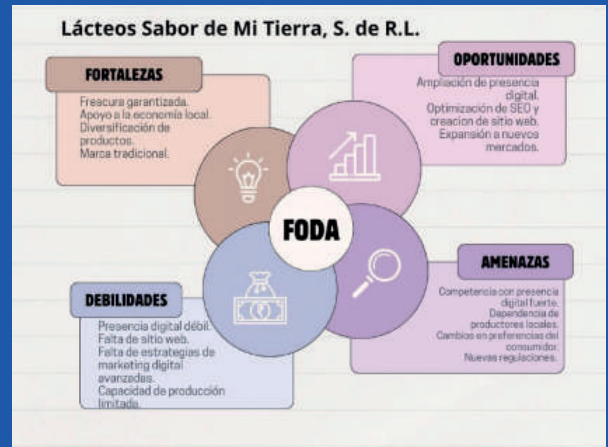 Lácteos Sabor de Mi Tierra, S. de R.L.
FORTALEZAS
Frescura garantizada.
Apoyo a la economía local.
Diversificación de
productos.
Marca tradicional.
OPORTUNIDADES
Ampliación de presencia
digital.
Optimización de SEO y
creacion de sitio web.
Expansión a nuevos
mercados.
FODA
DEBILIDADES
Presencia digital débil.
Falta de sitio web.
Falta de estrategias de
marketing digital
avanzadas.
Capacidad de producción
limitada.
AMENAZAS
Competencia con presencia
digital fuerte.
Dependencia de
productores locales.
Cambios en preferencias del
consumidor.
Nuevas regulaciones.